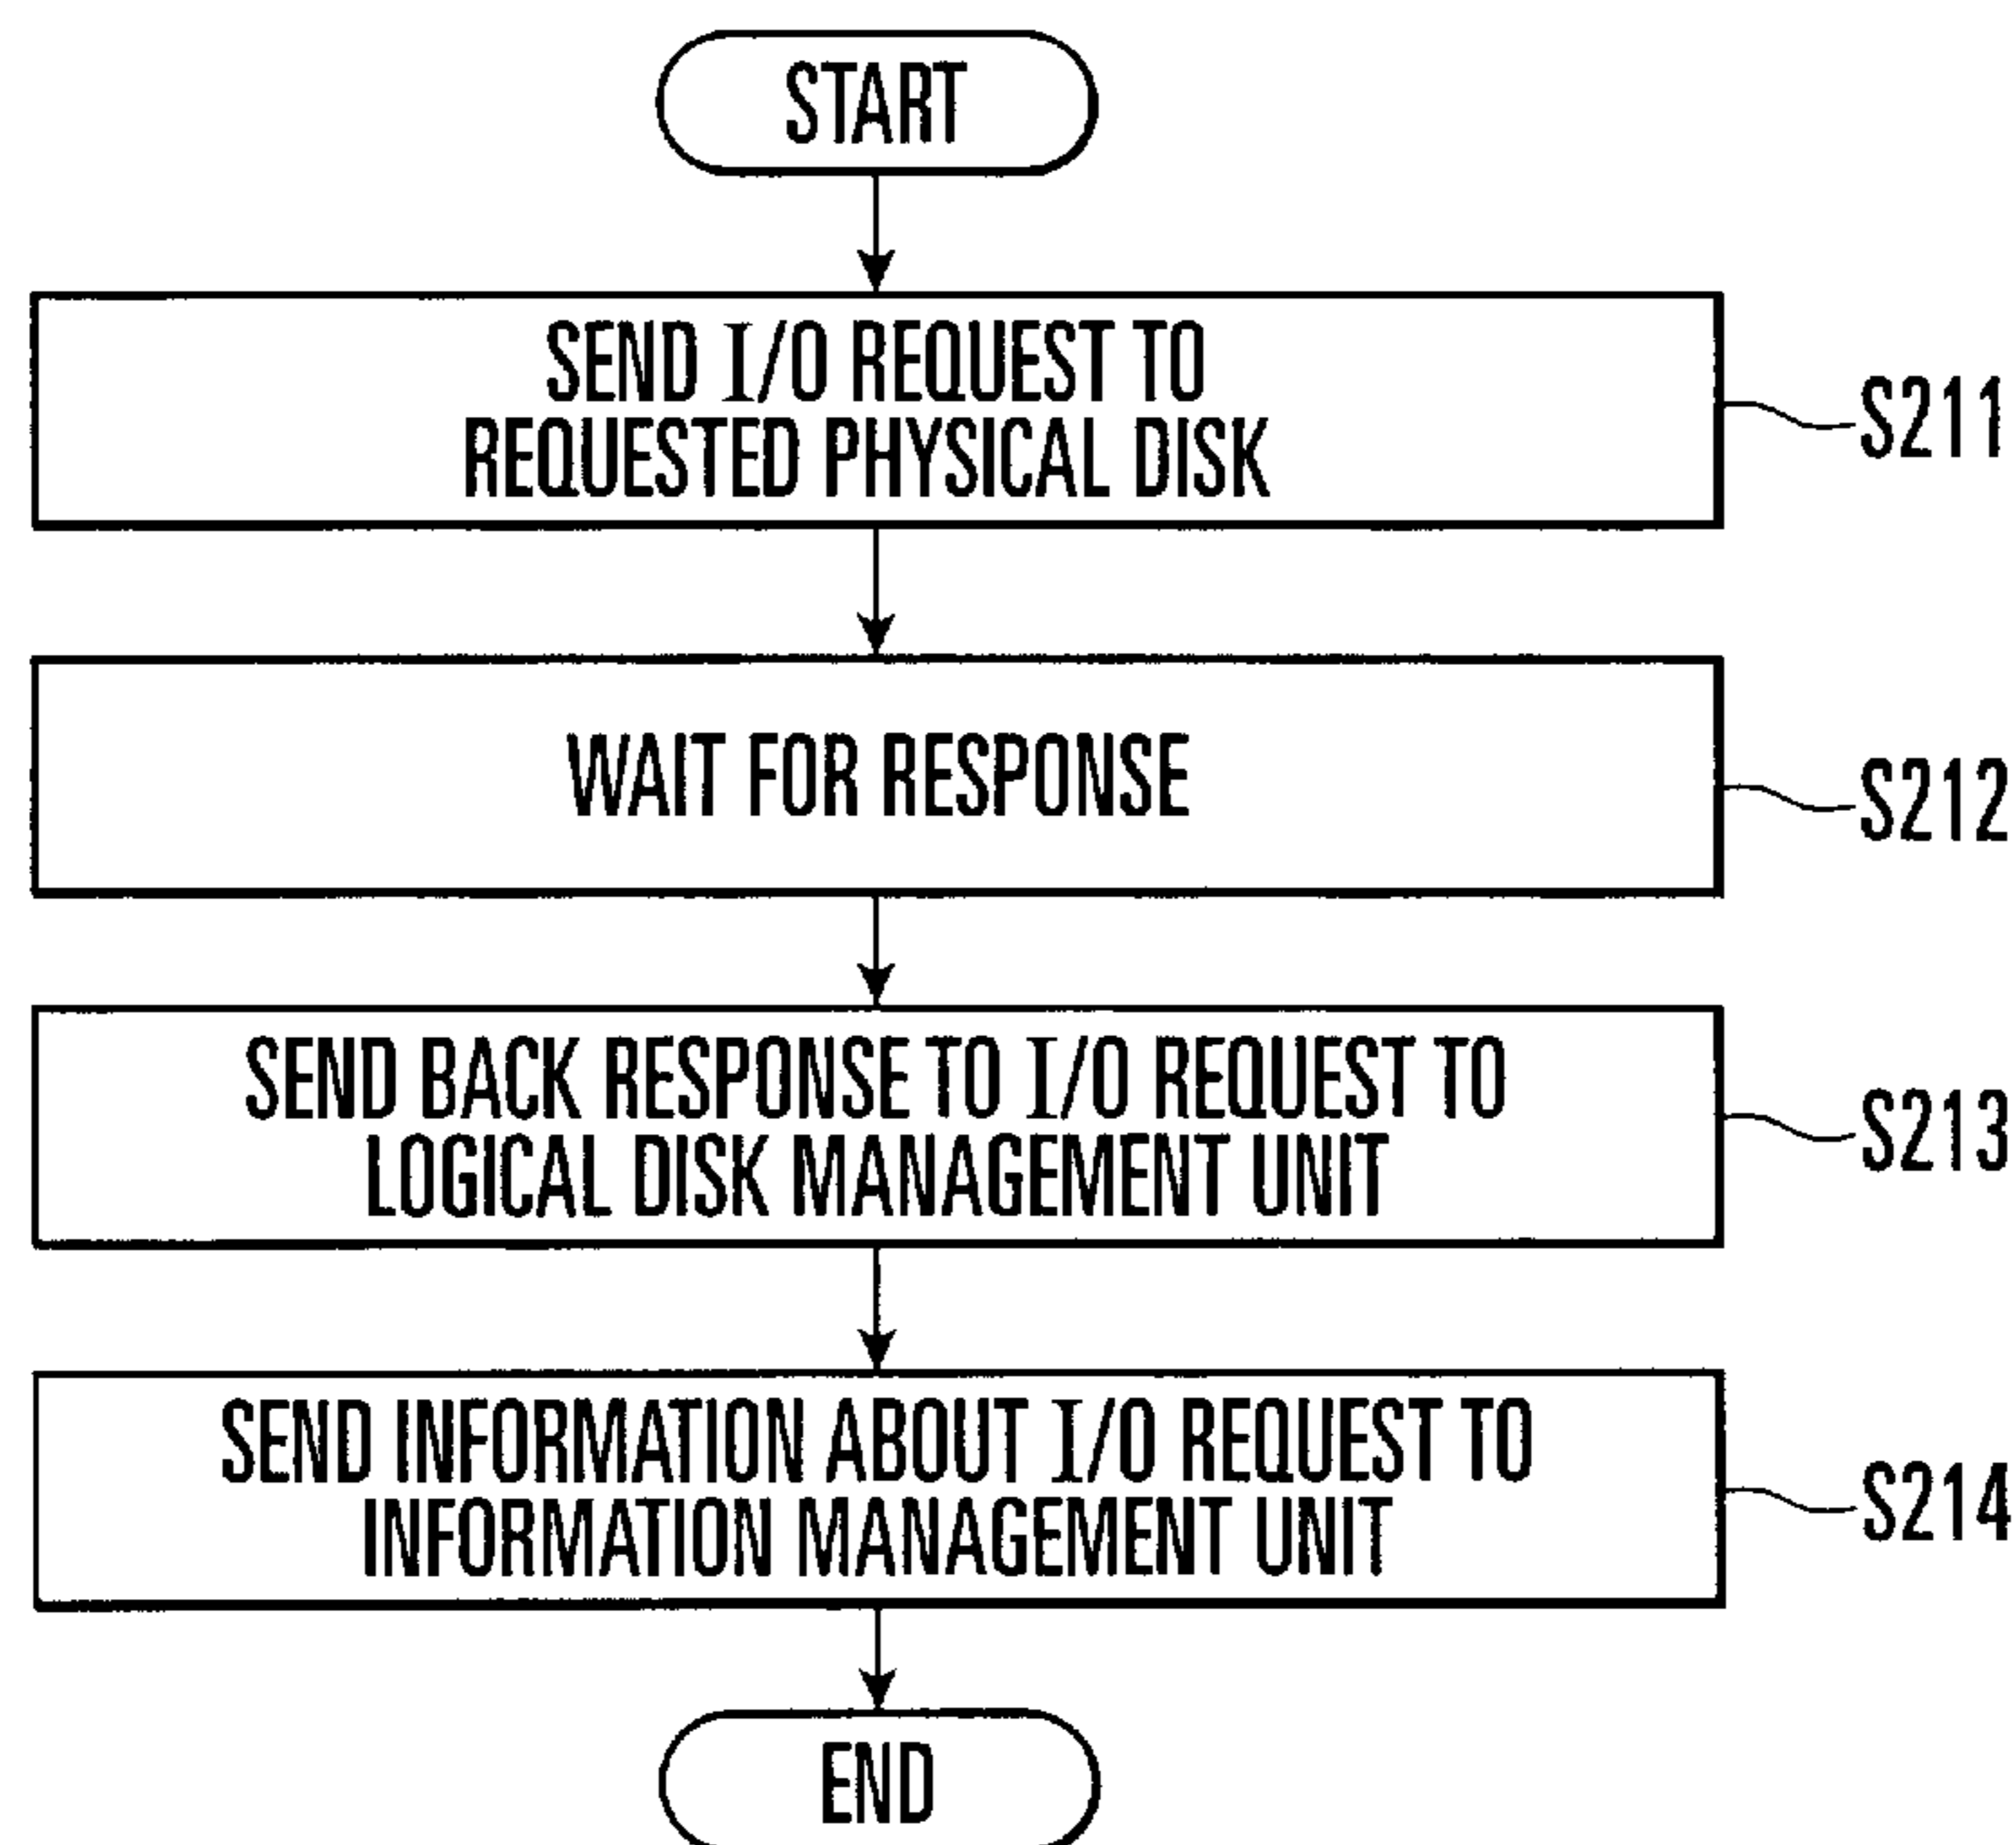 START
SEND I/O REQUEST TO
REQUESTED PHYSICAL DISK
S211
WAIT FOR RESPONSE
S212
SEND BACK RESPONSE TO I/O REQUEST TO
LOGICAL DISK MANAGEMENT UNIT
S213
SEND INFORMATION ABOUT I/O REQUEST TO
INFORMATION MANAGEMENT UNIT
S214
END